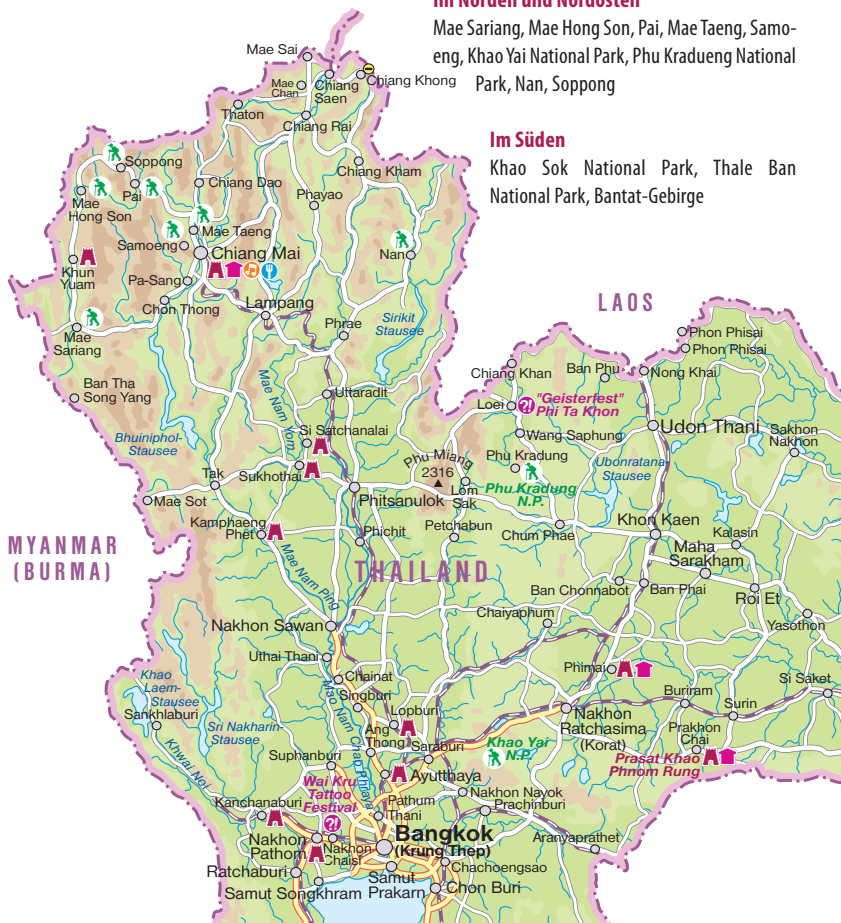 Im Norden und Nordosten
Mae Sariang, Mae Hong Son, Pai, Mae Taeng, Samo-
eng, Khao Yai National Park, Phu Kradueng National
Park, Nan, Soppong
Im Süden
Khao Sok National Park, Thale Ban
National Park, Bantat-Gebirge
Mae Sai
Mae
Chan
Chiang
Saen
Chiang Khong
Thaton
Chiang Rai
Soppong
Chiang Kham
Pai
Chiang Dao
Mae
Hong Son
Phayao
Mae Taeng
Samoeng
Chiang Mai
Nan
Khun
Yuam
Pa-Sang
Chon Thong
Lampang
LAOS
Mae
Sariang
Phrae
Sirikit
Stausee
Phon Phisai
Phon Phisai
Chiang Khan
Ban Phu
Nong Khai
Ban Tha
Song Yang
Mae Nam Yom
Uttaradit
Loei
"Geisterfest"
Phi Ta Khon
Udon Thani
Sakhon
Nakhon
Wang Saphung
Bhuiniphol-
Stausee
Si Satchanalai
Phu Miang
2316
Phu Kradung
Ubonratana-
Stausee
Tak
Sukhothai
Phitsanulok
Lom
Sak
Phu Kradung
N.P.
Mae Sot
Kamphaeng
Phet
Phichit
Petchabun
Chum Phae
Khon Kaen
Kalasin
MYANMAR
(BURMA)
Mae Nam Ping
THAILAND
Maha
Sarakham
Ban Chonnabot
Ban Phai
Roi Et
Chaiyaphum
Yasothon
Nakhon Sawan
Uthai Thani
Phimai
Khao
Laem-
Stausee
Chainat
Si Saket
Sankhlaburi
Singburi
Mao Nam Chao Phraya
Lopburi
Buriram
Surin
Sri Nakharin-
Stausee
Ang
Thong
Nakhon
Ratchasima
(Korat)
Prakhon
Chai
Khwai Noi
Suphanburi
Saraburi
Khao Yai
N.P.
Prasat Khao
Phnom Rung
Wai Kru
Tattoo
Festival
Ayutthaya
Kanchanaburi
Pathum
Thani
Nakhon Nayok
Prachinburi
Nakhon
Pathom
Nakhon
Chaisi
Bangkok
(Krung Thep)
Aranyaprathet
Ratchaburi
Samut
Prakarn
Chachoengsao
Samut Songkhram
Chon Buri